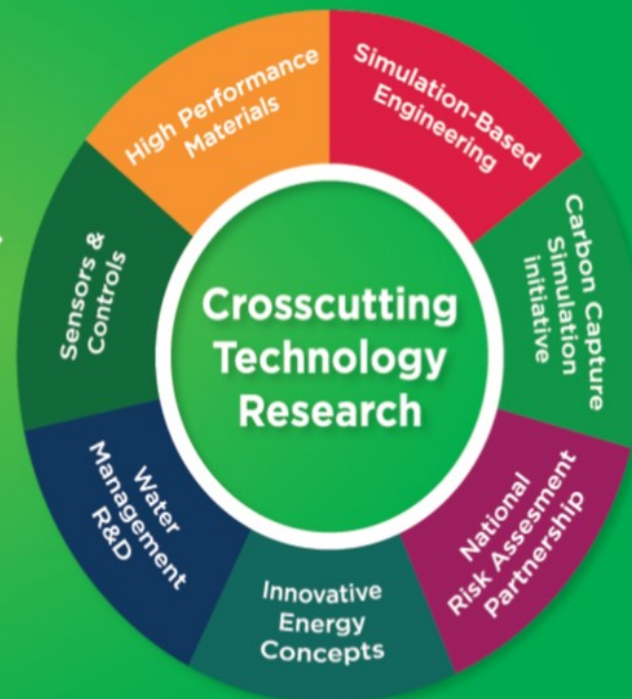 High Performance
Materials
Simulation-Based
Engineering
Carbon Capture
Simulation
initiative
National
Risk Assesment
Partnership
Innovative
Energy
Concepts
Water
Management
R&D
Sensors &
Controls
Crosscutting
Technology
Research